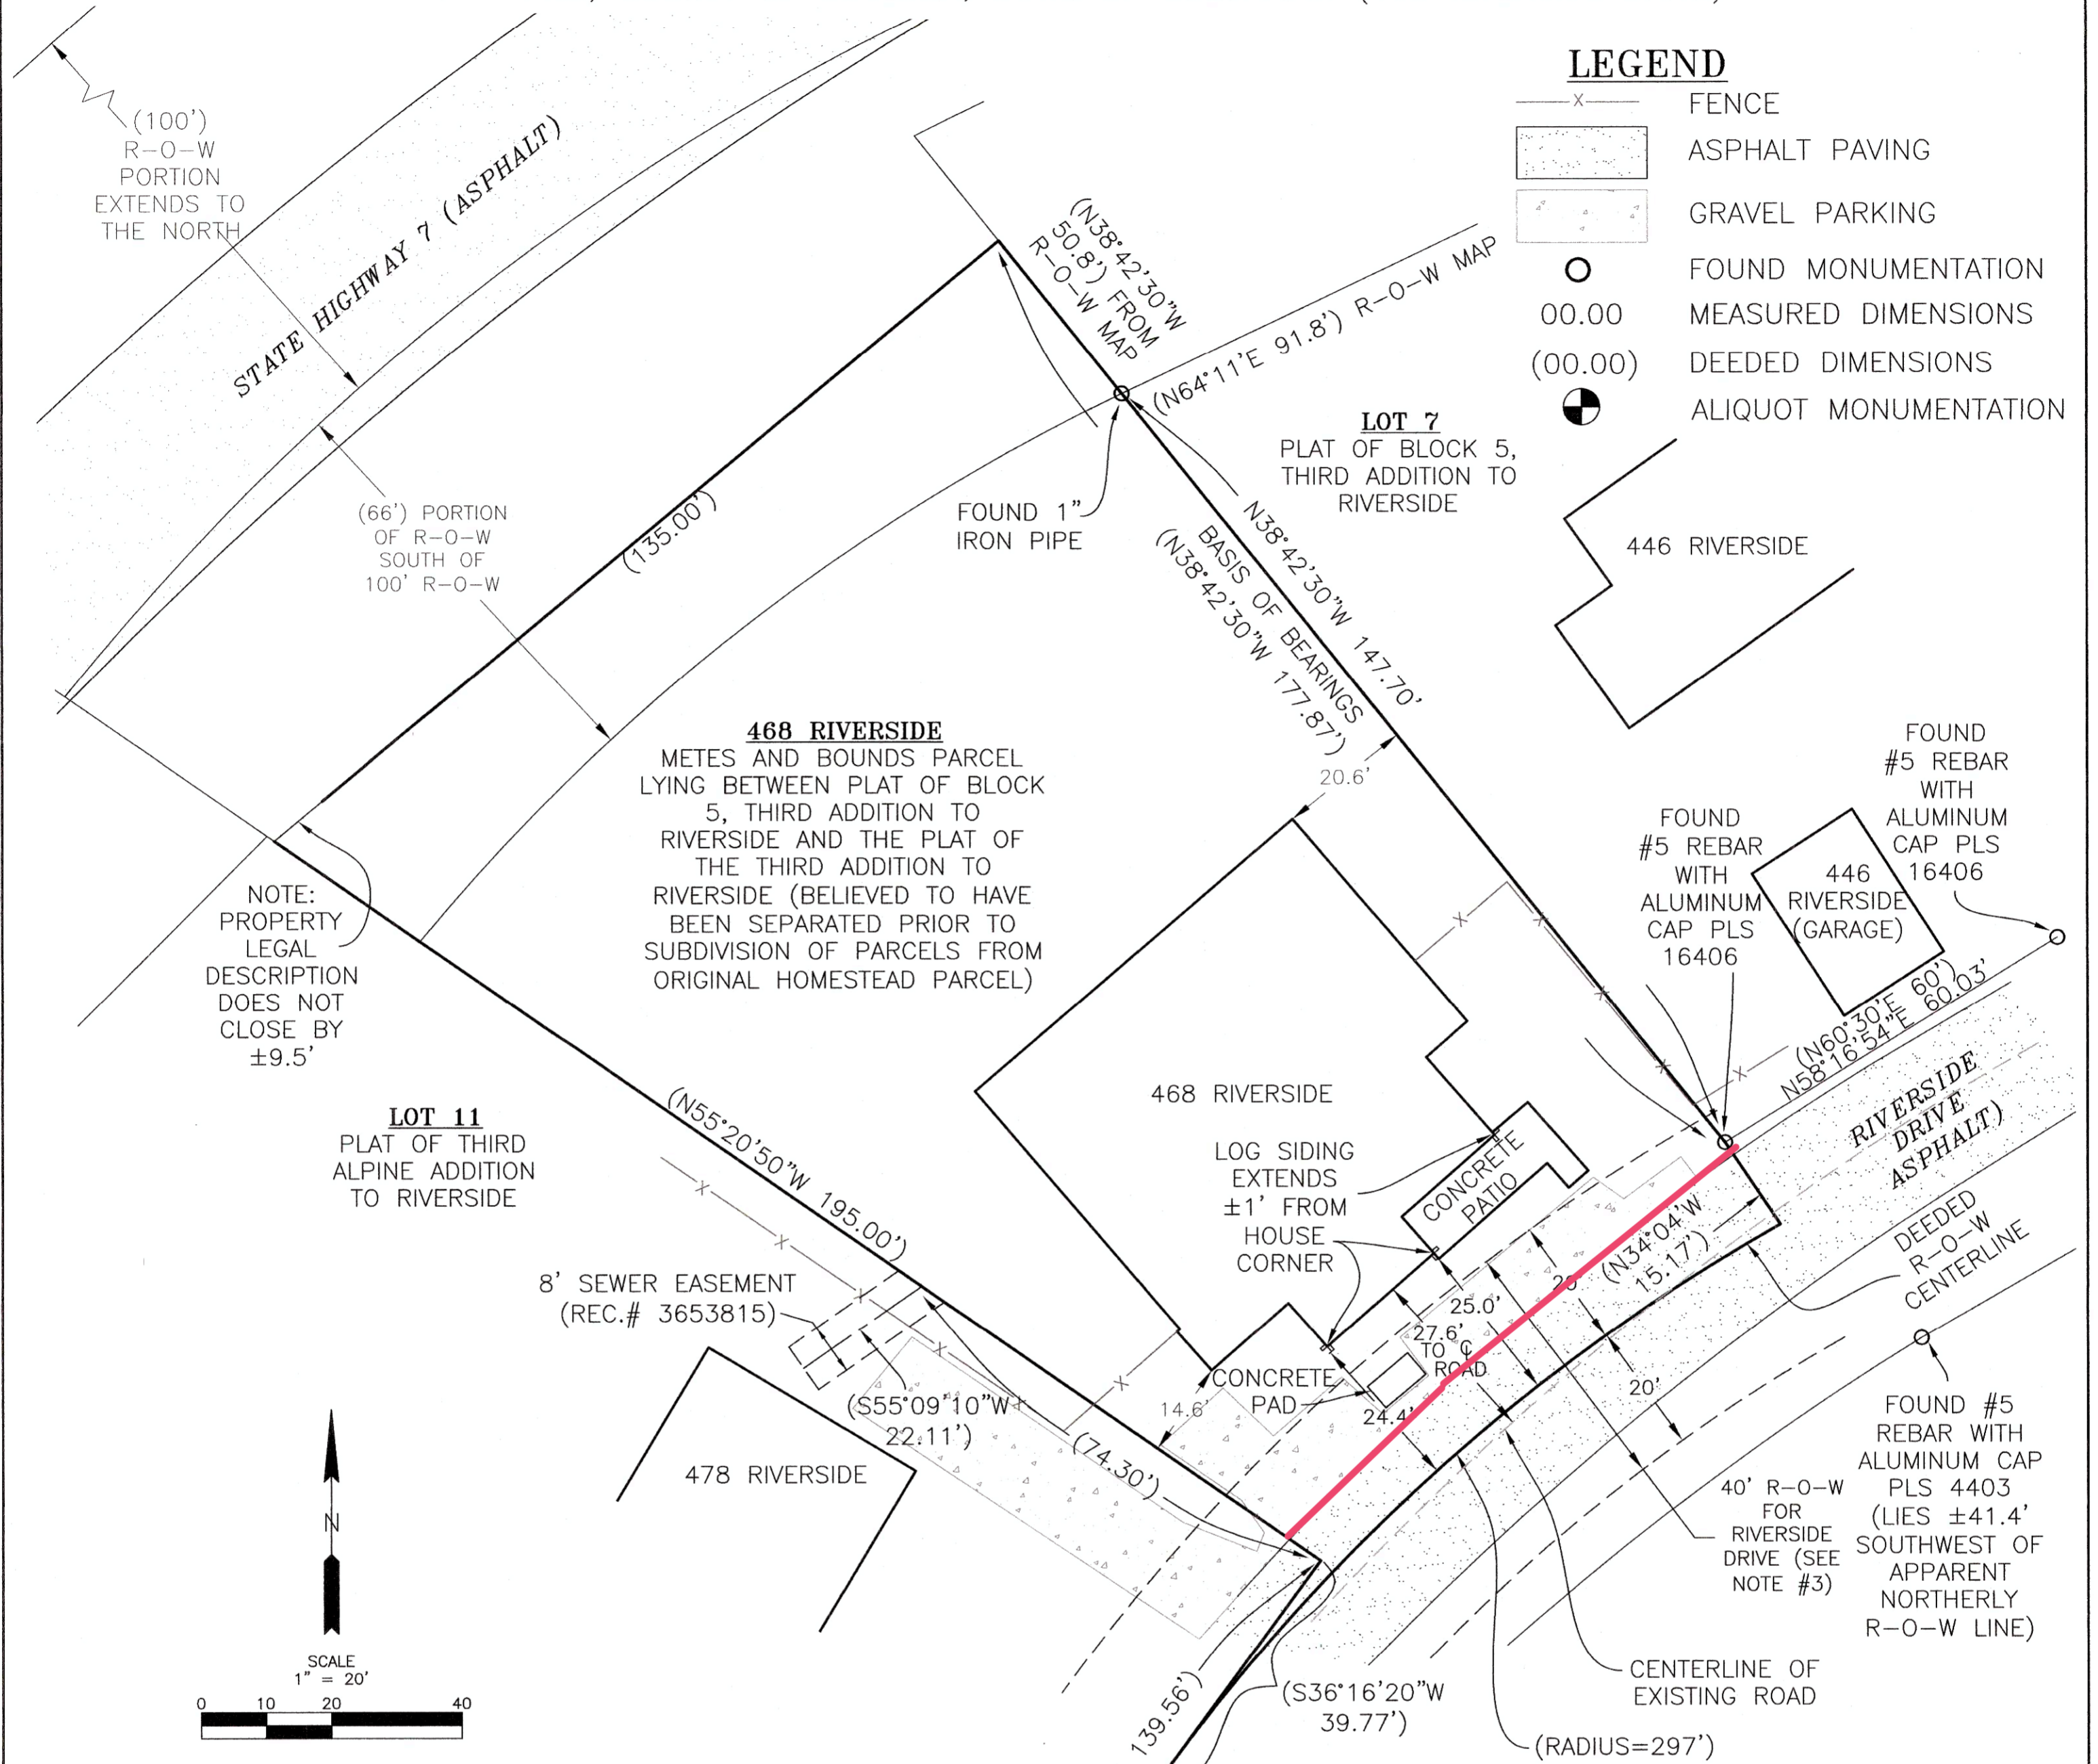 LEGEND
FENCE
ASPHALT PAVING
GRAVEL PARKING
FOUND MONUMENTATION
00.00 MEASURED DIMENSIONS
(00.00) DEEDED DIMENSIONS
ALIQUOT MONUMENTATION
(100')
R-O-W
PORTION
EXTENDS TO
THE NORTH
STATE HIGHWAY 7 (ASPHALT)
(N38°42'30"W
50.8') FROM
R-O-W MAP
(N64°11'E 91.8') R-O-W MAP
LOT 7
PLAT OF BLOCK 5,
THIRD ADDITION TO
RIVERSIDE
446 RIVERSIDE
(66') PORTION
OF R-O-W
SOUTH OF
100' R-O-W
(135.00')
FOUND 1"
IRON PIPE
N38°42'30"W 147.70'
BASIS OF BEARINGS
(N38°42'30"W 177.87')
20.6'
468 RIVERSIDE
METES AND BOUNDS PARCEL
LYING BETWEEN PLAT OF BLOCK
5, THIRD ADDITION TO
RIVERSIDE AND THE PLAT OF
THE THIRD ADDITION TO
RIVERSIDE (BELIEVED TO HAVE
BEEN SEPARATED PRIOR TO
SUBDIVISION OF PARCELS FROM
ORIGINAL HOMESTEAD PARCEL)
FOUND
#5 REBAR
WITH
ALUMINUM
CAP PLS
16406
FOUND
#5 REBAR
WITH
ALUMINUM
CAP PLS
16406
446
RIVERSIDE
(GARAGE)
NOTE:
PROPERTY
LEGAL
DESCRIPTION
DOES NOT
CLOSE BY
±9.5'
(N60°30'E 60')
N58°16'54"E 60.03'
RIVERSIDE
DRIVE
ASPHALT)
LOT 11
PLAT OF THIRD
ALPINE ADDITION
TO RIVERSIDE
(N55°20'50"W 195.00')
468 RIVERSIDE
LOG SIDING
EXTENDS
±1' FROM
HOUSE
CORNER
CONCRETE
PATIO
(N34°04'W
15.17')
DEEDED
R-O-W
CENTERLINE
8' SEWER EASEMENT
(REC.# 3653815)
20'
25.0'
27.6'
TO ℄
ROAD
CONCRETE
PAD
24.4'
14.6'
20'
(S55°09'10"W
22.11')
(74.30')
478 RIVERSIDE
40' R-O-W
FOR
RIVERSIDE
DRIVE (SEE
NOTE #3)
FOUND #5
REBAR WITH
ALUMINUM CAP
PLS 4403
(LIES ±41.4'
SOUTHWEST OF
APPARENT
NORTHERLY
R-O-W LINE)
N
SCALE
1" = 20'
0 10 20 40
139.56')
(S36°16'20"W
39.77')
CENTERLINE OF
EXISTING ROAD
(RADIUS=297')